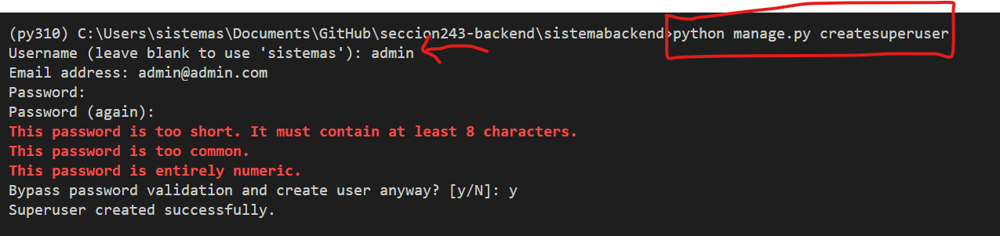 (py310) C:\Users\sistemas\Documents\GitHub\seccion243-backend\sistemabackend>python manage.py createsuperuser
Username (leave blank to use 'sistemas'): admin
Email address: admin@admin.com
Password:
Password (again):
This password is too short. It must contain at least 8 characters.
This password is too common.
This password is entirely numeric.
Bypass password validation and create user anyway? [y/N]: y
Superuser created successfully.